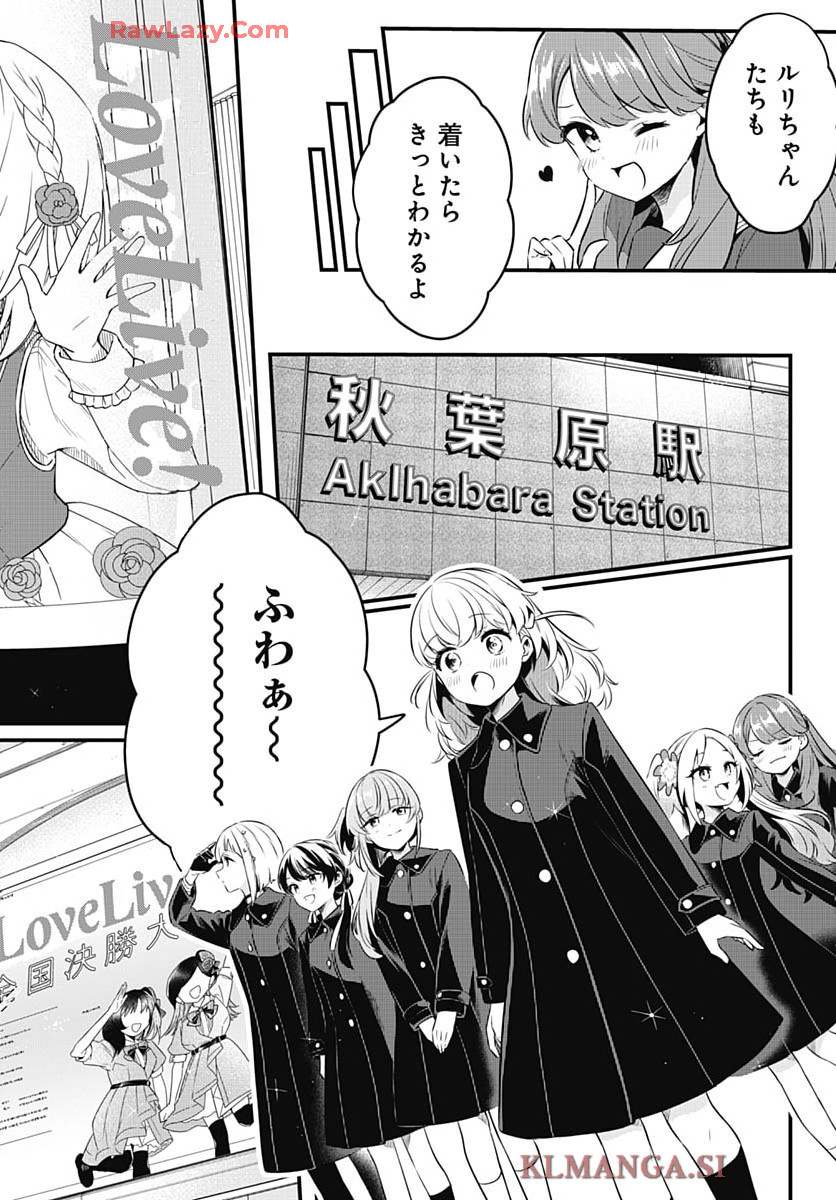 RawLazy.Com
ルリちゃん
たちも
着いたら
きっとわかるよ
LoveLive!
秋葉原駅
AkIhabara Station
ふわぁ〜
LoveLiv
全国決勝大
KLMANGA.SI